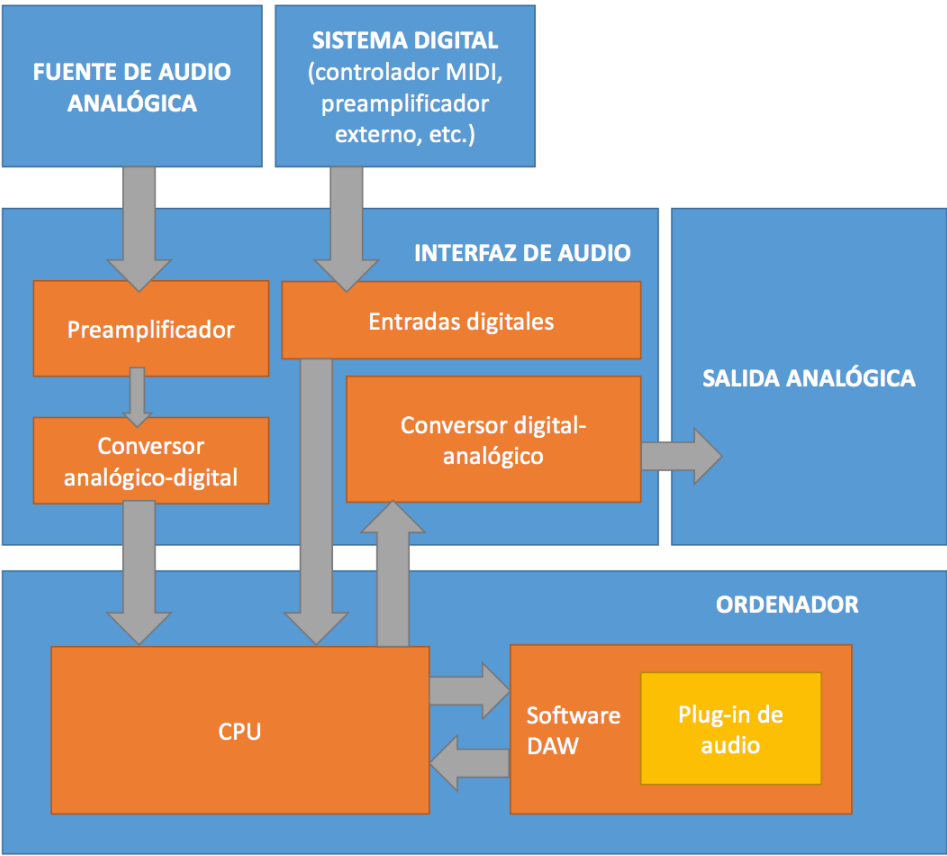 FUENTE DE AUDIO
ANALÓGICA
SISTEMA DIGITAL
(controlador MIDI,
preamplificador
externo, etc.)
INTERFAZ DE AUDIO
Preamplificador
Entradas digitales
Conversor
analógico-digital
Conversor digital-
analógico
SALIDA ANALÓGICA
ORDENADOR
CPU
Software
DAW
Plug-in de
audio